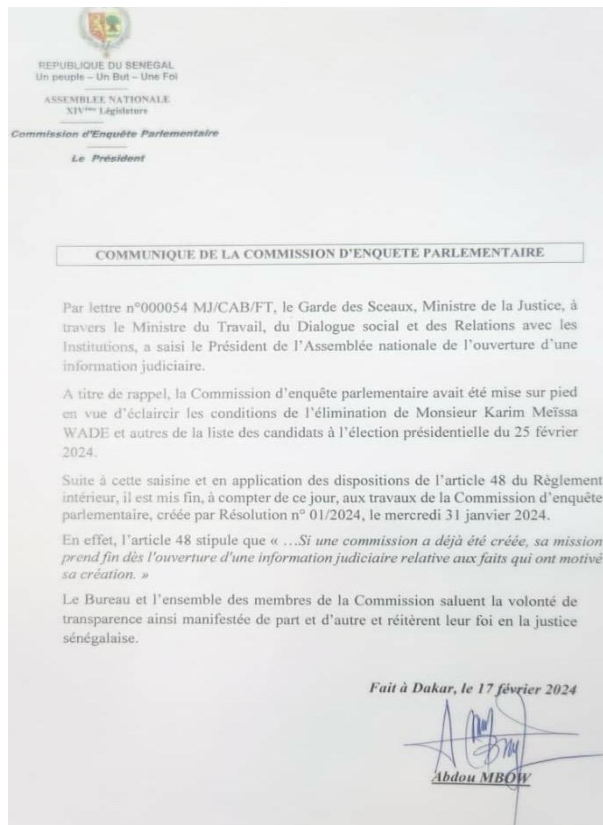 REPUBLIQUE DU SENEGAL
Un peuple – Un But – Une Foi
ASSEMBLEE NATIONALE
XIVème Législature
Commission d'Enquête Parlementaire
Le Président
COMMUNIQUE DE LA COMMISSION D'ENQUETE PARLEMENTAIRE
Par lettre n°000054 MJ/CAB/FT, le Garde des Sceaux, Ministre de la Justice, à
travers le Ministre du Travail, du Dialogue social et des Relations avec les
Institutions, a saisi le Président de l'Assemblée nationale de l'ouverture d'une
information judiciaire.
A titre de rappel, la Commission d'enquête parlementaire avait été mise sur pied
en vue d'éclaircir les conditions de l'élimination de Monsieur Karim Meïssa
WADE et autres de la liste des candidats à l'élection présidentielle du 25 février
2024.
Suite à cette saisine et en application des dispositions de l'article 48 du Règlement
intérieur, il est mis fin, à compter de ce jour, aux travaux de la Commission d'enquête
parlementaire, créée par Résolution n° 01/2024, le mercredi 31 janvier 2024.
En effet, l'article 48 stipule que « …Si une commission a déjà été créée, sa mission
prend fin dès l'ouverture d'une information judiciaire relative aux faits qui ont motivé
sa création. »
Le Bureau et l'ensemble des membres de la Commission saluent la volonté de
transparence ainsi manifestée de part et d'autre et réitèrent leur foi en la justice
sénégalaise.
Fait à Dakar, le 17 février 2024
Abdou MBOW